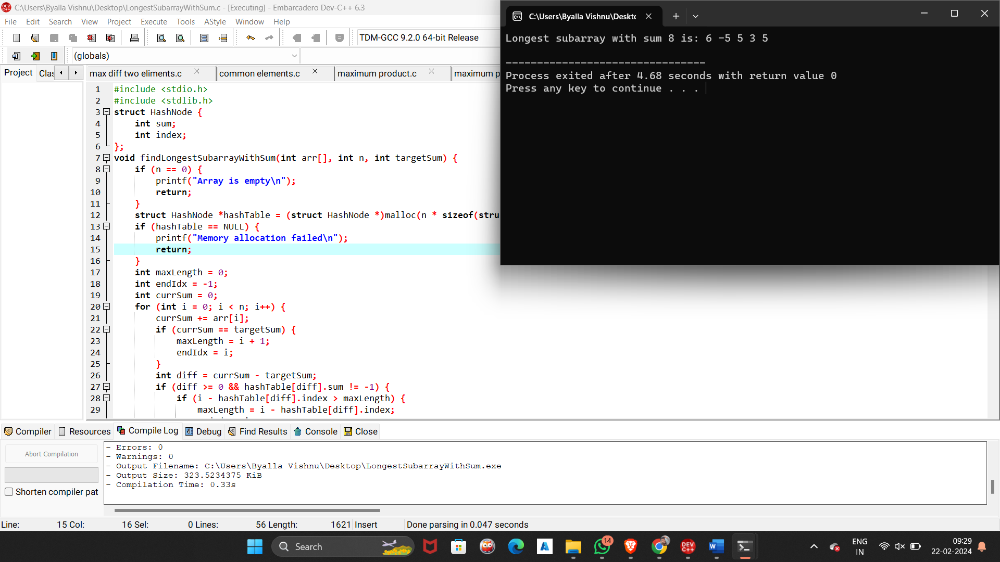 C:\Users\Byalla Vishnu\Desktop\LongestSubarrayWithSum.c - [Executing] - Embarcadero Dev-C++ 6.3
File Edit Search View Project Execute Tools AStyle Window Help
TDM-GCC 9.2.0 64-bit Release
(globals)
Project Clas
max diff two eliments.c common elements.c maximum product.c maximum p
1 #include <stdio.h>
2 #include <stdlib.h>
3 struct HashNode {
4 int sum;
5 int index;
6 };
7 void findLongestSubarrayWithSum(int arr[], int n, int targetSum) {
8 if (n == 0) {
9 printf("Array is empty\n");
10 return;
11 }
12 struct HashNode *hashTable = (struct HashNode *)malloc(n * sizeof(stru
13 if (hashTable == NULL) {
14 printf("Memory allocation failed\n");
15 return;
16 }
17 int maxLength = 0;
18 int endIdx = -1;
19 int currSum = 0;
20 for (int i = 0; i < n; i++) {
21 currSum += arr[i];
22 if (currSum == targetSum) {
23 maxLength = i + 1;
24 endIdx = i;
25 }
26 int diff = currSum - targetSum;
27 if (diff >= 0 && hashTable[diff].sum != -1) {
28 if (i - hashTable[diff].index > maxLength) {
29 maxLength = i - hashTable[diff].index;
C:\Users\Byalla Vishnu\Deskto
Longest subarray with sum 8 is: 6 -5 5 3 5
--------------------------------
Process exited after 4.68 seconds with return value 0
Press any key to continue . . .
Compiler Resources Compile Log Debug Find Results Console Close
Abort Compilation
Shorten compiler pat
- Errors: 0
- Warnings: 0
- Output Filename: C:\Users\Byalla Vishnu\Desktop\LongestSubarrayWithSum.exe
- Output Size: 323.5234375 KiB
- Compilation Time: 0.33s
Line: 15 Col: 16 Sel: 0 Lines: 56 Length: 1621 Insert Done parsing in 0.047 seconds
Search
14
DEV C++
ENG
IN
09:29
22-02-2024